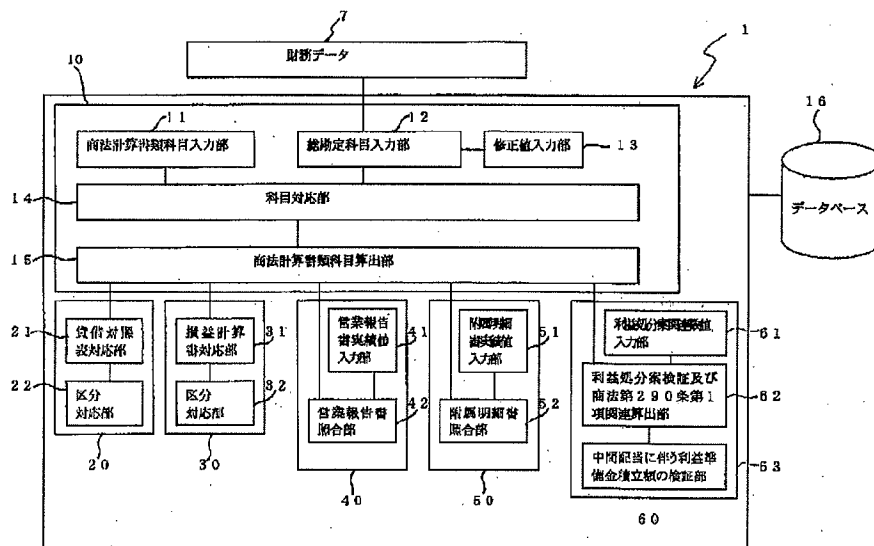 7
財務データ
1
10
11
12
16
商法計算書類科目入力部
総勘定科目入力部
修正値入力部
13
14
科目対応部
データベース
15
商法計算書類科目算出部
21
貸借対照
表対応部
31
損益計算
書対応部
41
営業報告
書実績値
入力部
51
附属明細
書実績値
入力部
61
利益処分案関連数値
入力部
22
区分
対応部
32
区分
対応部
42
営業報告書
照合部
52
附属明細書
照合部
62
利益処分案検証及び
商法第290条第1
項関連算出部
63
中間配当に伴う利益準
備金積立額の検証部
20
30
40
50
60